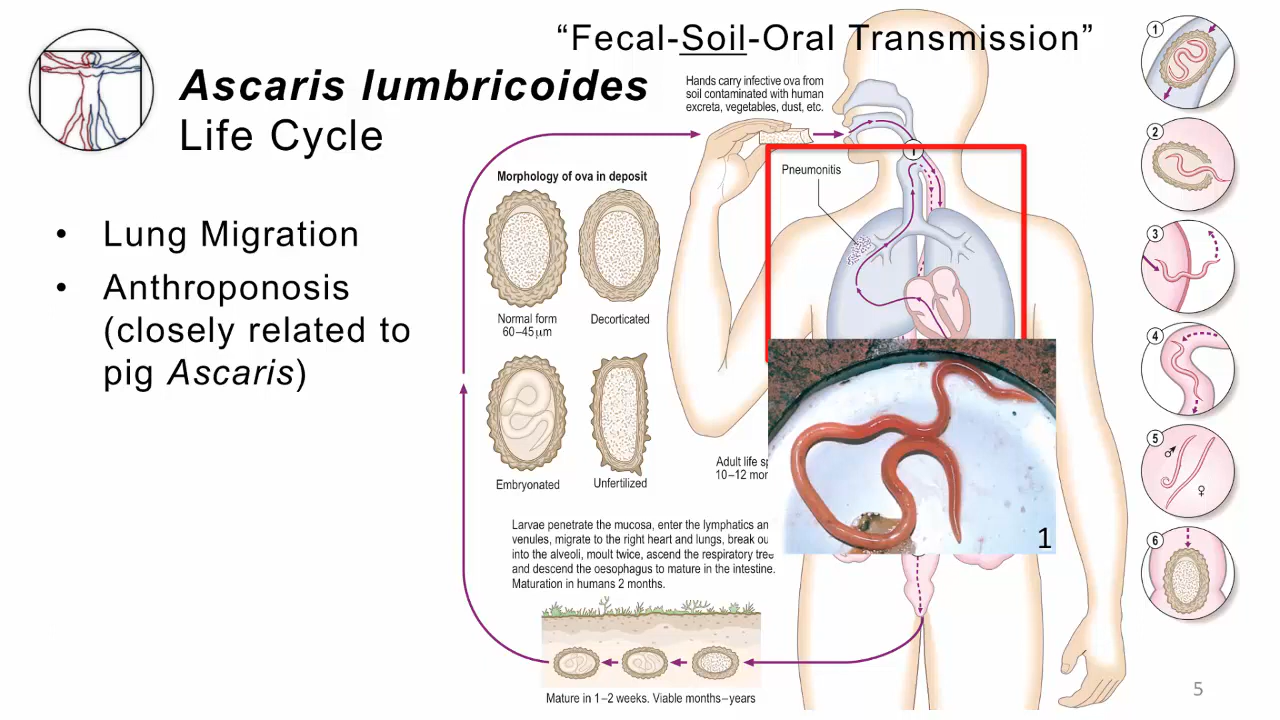 “Fecal-Soil-Oral Transmission”
Ascaris lumbricoides
Life Cycle
• Lung Migration
• Anthroponosis
(closely related to
pig Ascaris)
Hands carry infective ova from
soil contaminated with human
excreta, vegetables, dust, etc.
Morphology of ova in deposit
Normal form
60–45 µm
Decorticated
Embryonated
Unfertilized
Pneumonitis
1
Adult life sp
10–12 mon
Larvae penetrate the mucosa, enter the lymphatics an
venules, migrate to the right heart and lungs, break ou
into the alveoli, moult twice, ascend the respiratory tree
and descend the oesophagus to mature in the intestine.
Maturation in humans 2 months.
Mature in 1–2 weeks. Viable months–years
1
1
2
3
4
5
♂
♀
6
5